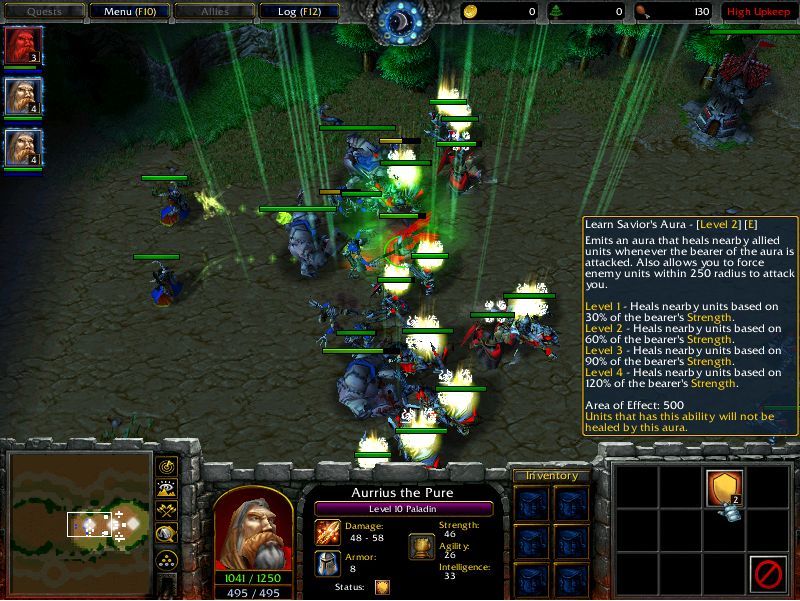 Quests
Menu (F10)
Allies
Log (F12)
0
0
130
High Upkeep
3
4
4
Learn Savior's Aura - [Level 2] [E]
Emits an aura that heals nearby allied
units whenever the bearer of the aura is
attacked. Also allows you to force
enemy units within 250 radius to attack
you.
Level 1 - Heals nearby units based on
30% of the bearer's Strength.
Level 2 - Heals nearby units based on
60% of the bearer's Strength.
Level 3 - Heals nearby units based on
90% of the bearer's Strength.
Level 4 - Heals nearby units based on
120% of the bearer's Strength.
Area of Effect: 500
Units that has this ability will not be
healed by this aura.
Aurrius the Pure
Level 10 Paladin
Damage:
48 - 58
Armor:
8
Status:
Strength:
46
Agility:
26
Intelligence:
33
1041 / 1250
495 / 495
Inventory
2